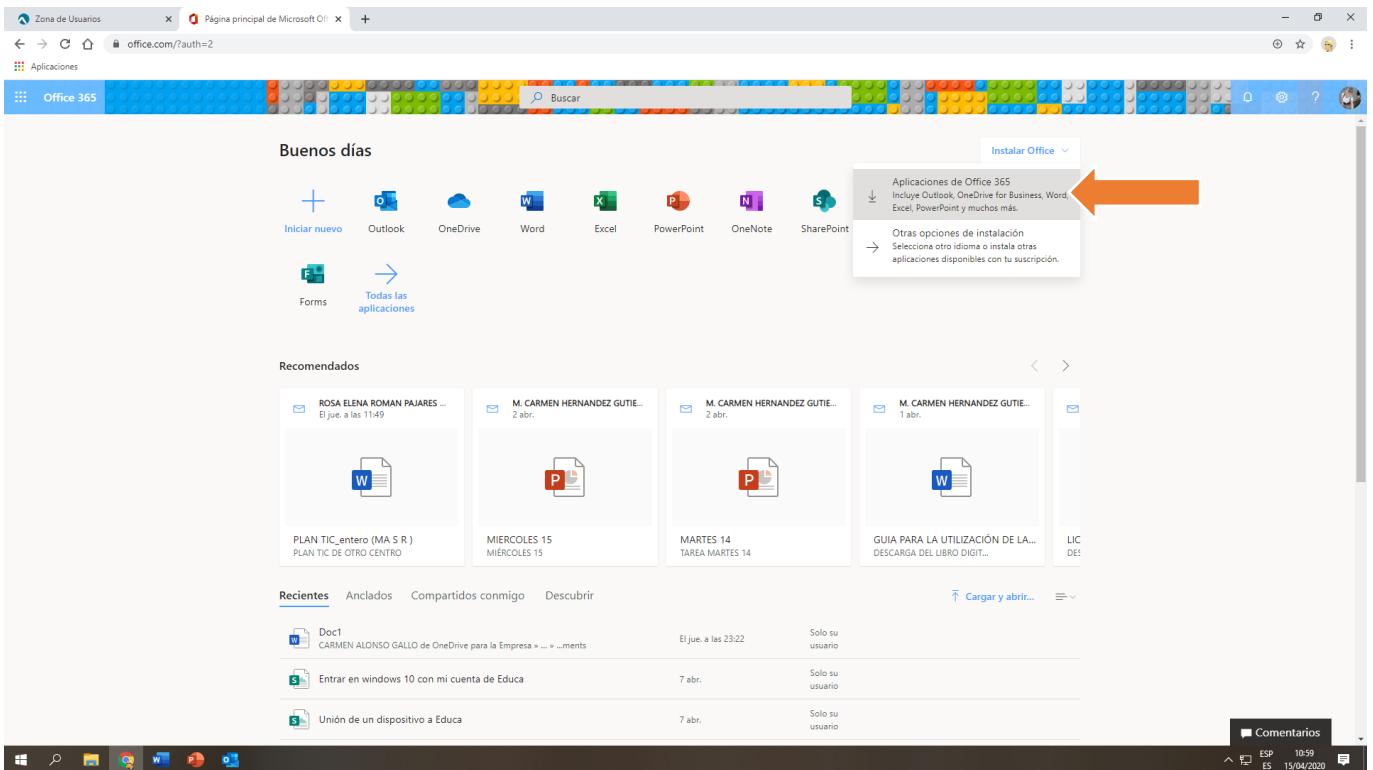 Zona de Usuarios
Página principal de Microsoft Off
office.com/?auth=2
Aplicaciones
Office 365
Buscar
Buenos días
Instalar Office
Aplicaciones de Office 365
Incluye Outlook, OneDrive for Business, Word,
Excel, PowerPoint y muchos más.
Otras opciones de instalación
Selecciona otro idioma o instala otras
aplicaciones disponibles con tu suscripción.
Iniciar nuevo
Outlook
OneDrive
Word
Excel
PowerPoint
OneNote
SharePoint
Forms
Todas las
aplicaciones
Recomendados
ROSA ELENA ROMAN PAJARES ...
El jue. a las 11:49
PLAN TIC_entero (MA S R )
PLAN TIC DE OTRO CENTRO
M. CARMEN HERNANDEZ GUTIE...
2 abr.
MIERCOLES 15
MIÉRCOLES 15
M. CARMEN HERNANDEZ GUTIE...
2 abr.
MARTES 14
TAREA MARTES 14
M. CARMEN HERNANDEZ GUTIE...
1 abr.
GUIA PARA LA UTILIZACIÓN DE LA...
DESCARGA DEL LIBRO DIGIT...
LIC
DES
Recientes Anclados Compartidos conmigo Descubrir
Cargar y abrir...
Doc1
CARMEN ALONSO GALLO de OneDrive para la Empresa » ... » ...ments
El jue. a las 23:22
Solo su
usuario
Entrar en windows 10 con mi cuenta de Educa
7 abr.
Solo su
usuario
Unión de un dispositivo a Educa
7 abr.
Solo su
usuario
Comentarios
ESP
ES
10:59
15/04/2020